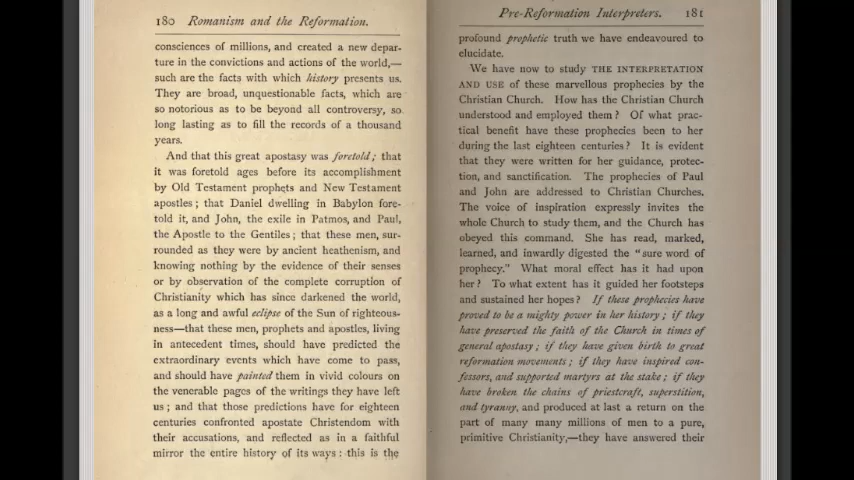 180 Romanism and the Reformation.
consciences of millions, and created a new depar-
ture in the convictions and actions of the world,—
such are the facts with which history presents us.
They are broad, unquestionable facts, which are
so notorious as to be beyond all controversy, so
long lasting as to fill the records of a thousand
years.
And that this great apostasy was foretold; that
it was foretold ages before its accomplishment
by Old Testament prophets and New Testament
apostles; that Daniel dwelling in Babylon fore-
told it, and John, the exile in Patmos, and Paul,
the Apostle to the Gentiles; that these men, sur-
rounded as they were by ancient heathenism, and
knowing nothing by the evidence of their senses
or by observation of the complete corruption of
Christianity which has since darkened the world,
as a long and awful eclipse of the Sun of righteous-
ness—that these men, prophets and apostles, living
in antecedent times, should have predicted the
extraordinary events which have come to pass,
and should have painted them in vivid colours on
the venerable pages of the writings they have left
us; and that those predictions have for eighteen
centuries confronted apostate Christendom with
their accusations, and reflected as in a faithful
mirror the entire history of its ways: this is the
Pre-Reformation Interpreters. 181
profound prophetic truth we have endeavoured to
elucidate.
We have now to study THE INTERPRETATION
AND USE of these marvellous prophecies by the
Christian Church. How has the Christian Church
understood and employed them? Of what prac-
tical benefit have these prophecies been to her
during the last eighteen centuries? It is evident
that they were written for her guidance, protec-
tion, and sanctification. The prophecies of Paul
and John are addressed to Christian Churches.
The voice of inspiration expressly invites the
whole Church to study them, and the Church has
obeyed this command. She has read, marked,
learned, and inwardly digested the "sure word of
prophecy." What moral effect has it had upon
her? To what extent has it guided her footsteps
and sustained her hopes? If these prophecies have
proved to be a mighty power in her history; if they
have preserved the faith of the Church in times of
general apostasy; if they have given birth to great
reformation movements; if they have inspired con-
fessors, and supported martyrs at the stake; if they
have broken the chains of priestcraft, superstition,
and tyranny, and produced at last a return on the
part of many many millions of men to a pure,
primitive Christianity,—they have answered their